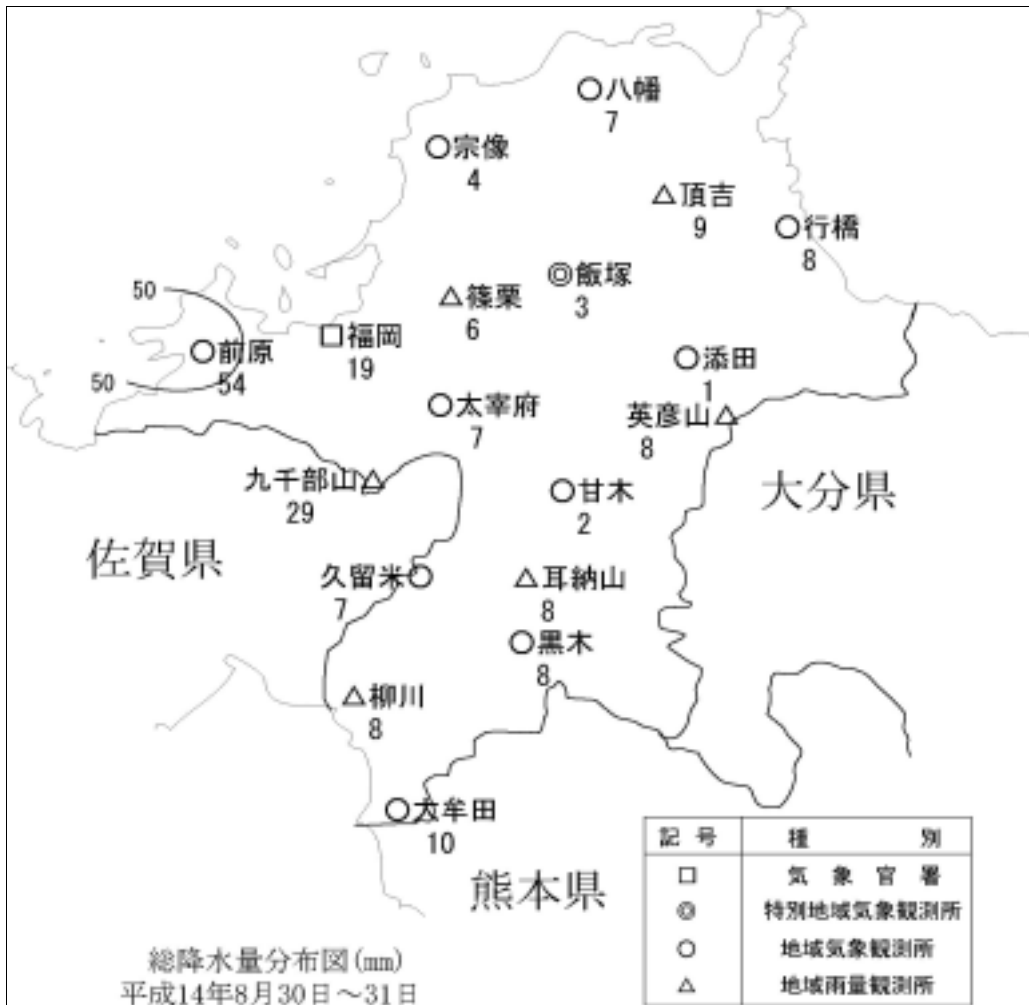 ○八幡
7
○宗像
4
△頂吉
9
○行橋
8
◎飯塚
3
50
△篠栗
6
□福岡
19
○前原
54
50
○添田
1
○太宰府
7
英彦山△
8
九千部山△
29
○甘木
2
大分県
佐賀県
久留米○
7
△耳納山
8
○黒木
8
△柳川
8
○大牟田
10
熊本県
記号 種別
□ 気象官署
◎ 特別地域気象観測所
○ 地域気象観測所
△ 地域雨量観測所
総降水量分布図(mm)
平成14年8月30日～31日